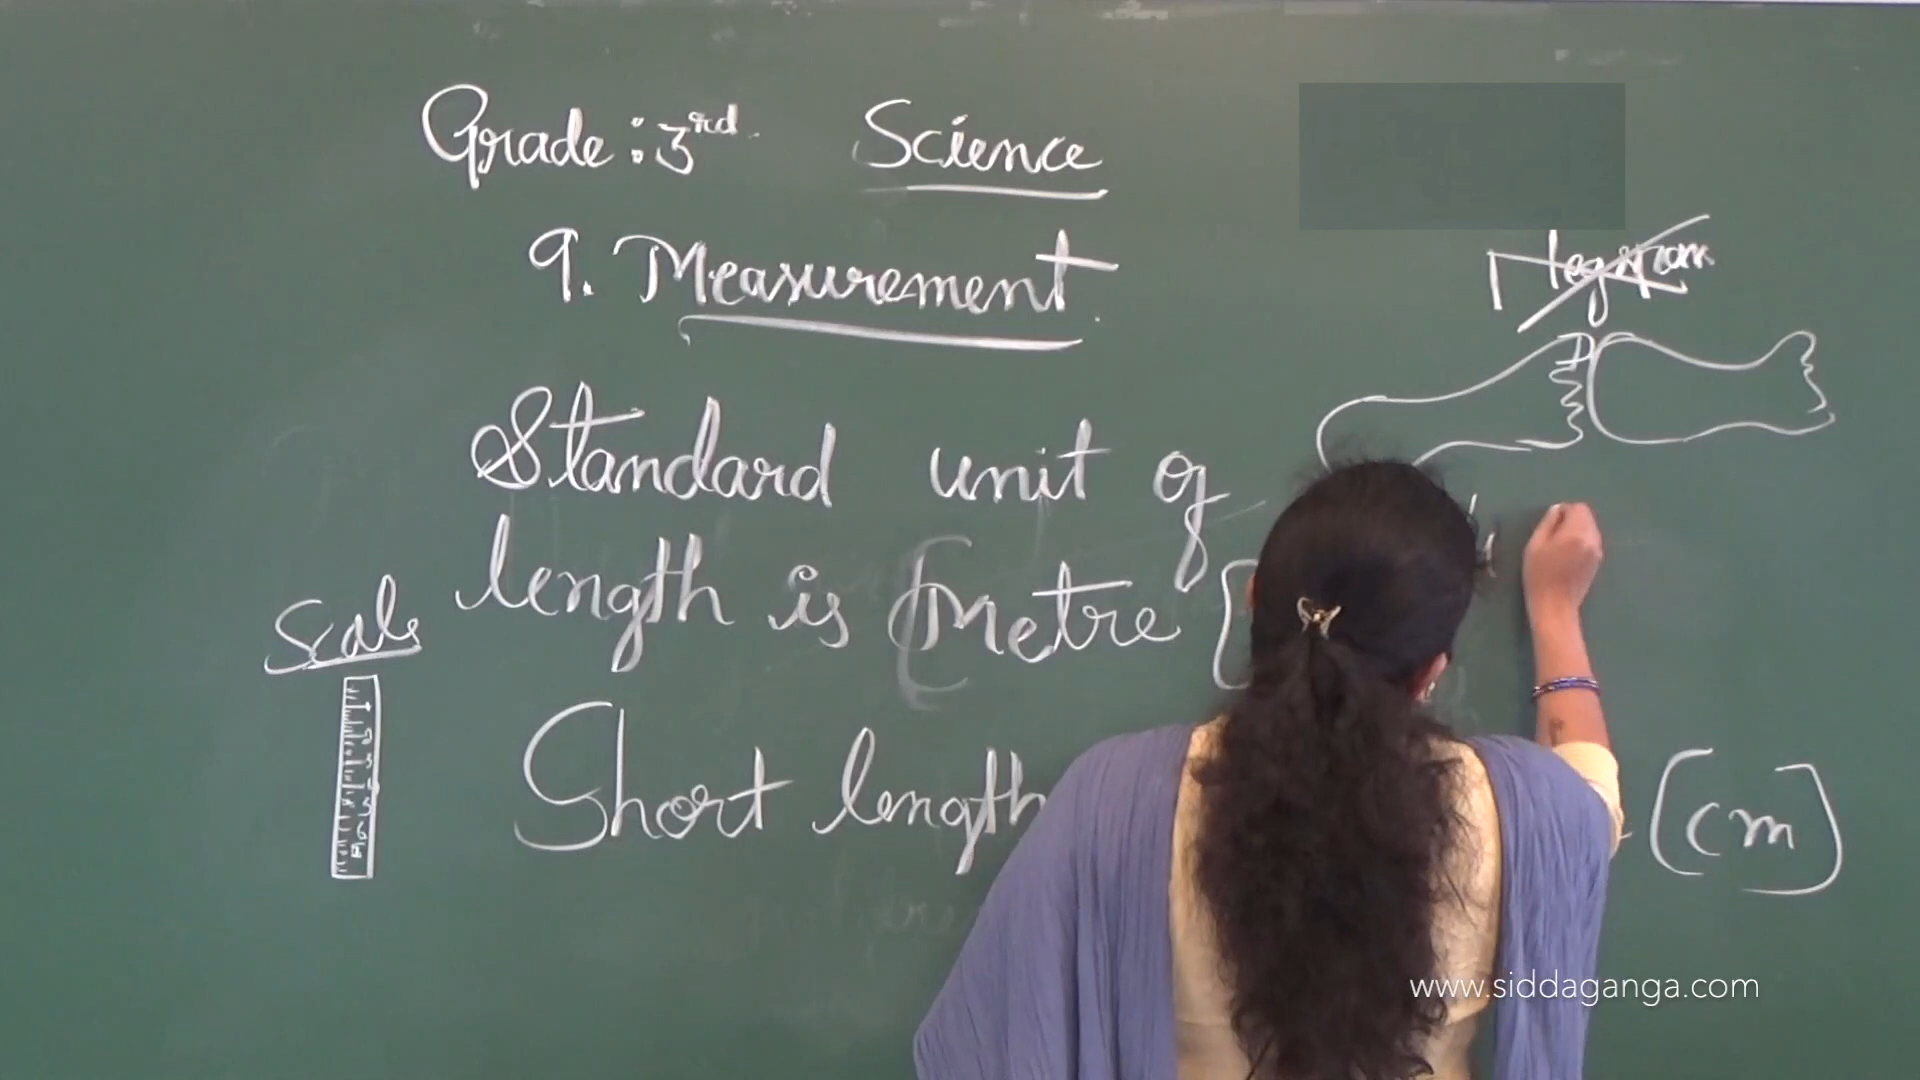 Grade: 3rd Science
9. Measurement.
Standard unit of
length is (Metre [
Scale
Short length
(cm)
www.siddaganga.com